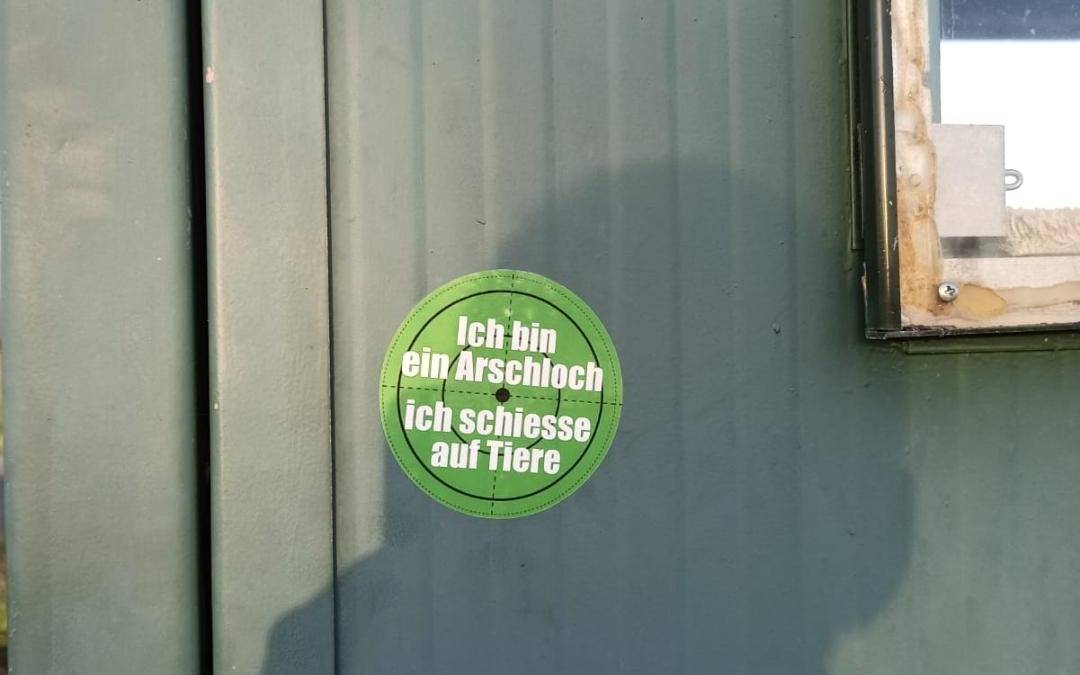 Ich bin
ein Arschloch
ich schiesse
auf Tiere